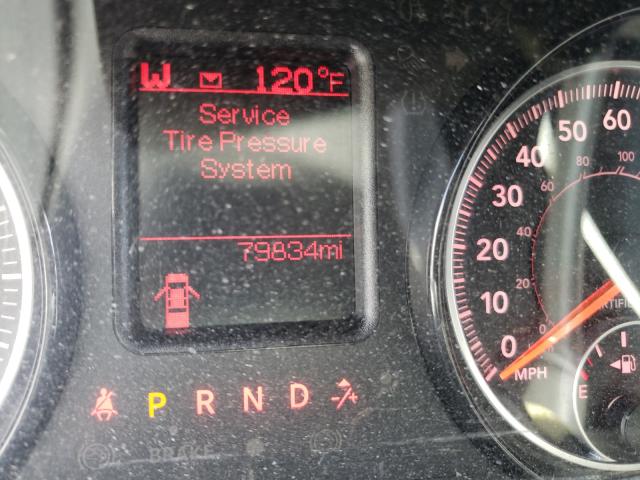 W 120°F
Service
Tire Pressure
System
79834mi
P R N D -/+
BRAKE
0 10 20 30 40 50 60
MPH
20 40 60 80 100
E